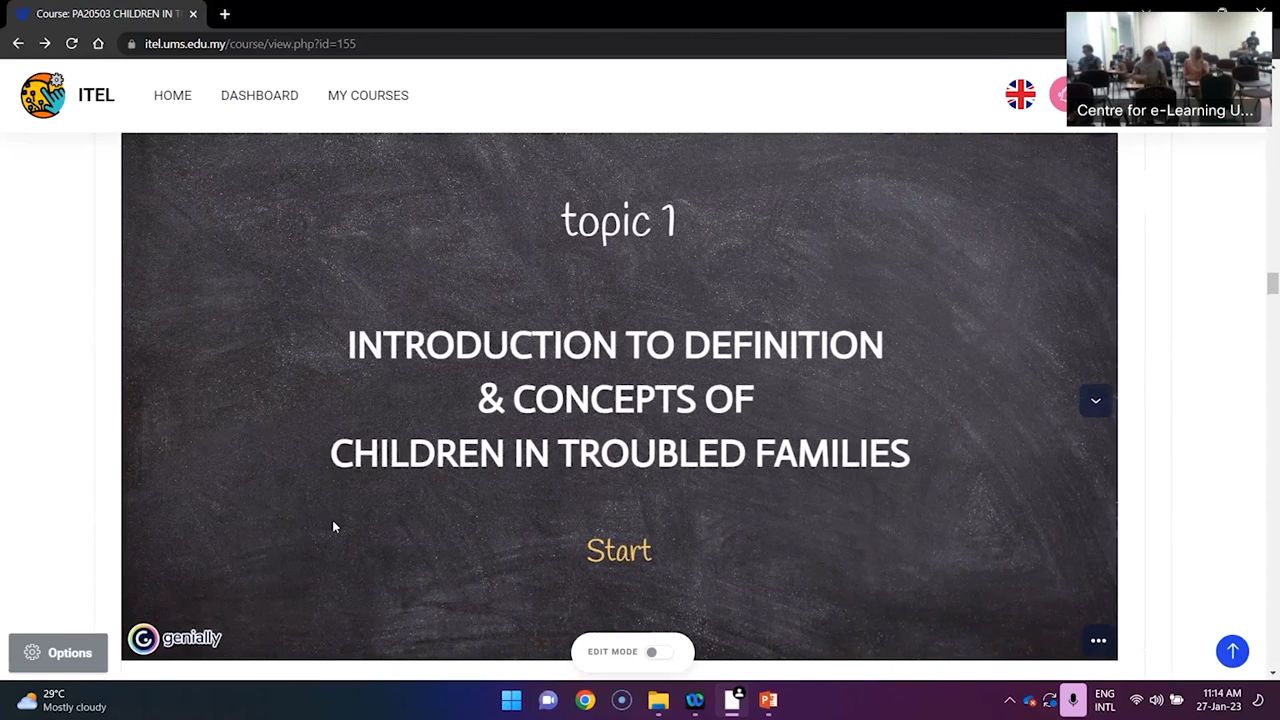 Course: PA20503 CHILDREN IN T
itel.ums.edu.my/course/view.php?id=155
ITEL
HOME
DASHBOARD
MY COURSES
Centre for e-Learning U...
topic 1
INTRODUCTION TO DEFINITION
& CONCEPTS OF
CHILDREN IN TROUBLED FAMILIES
Start
genially
Options
EDIT MODE
29°C
Mostly cloudy
ENG
INTL
11:14 AM
27-Jan-23